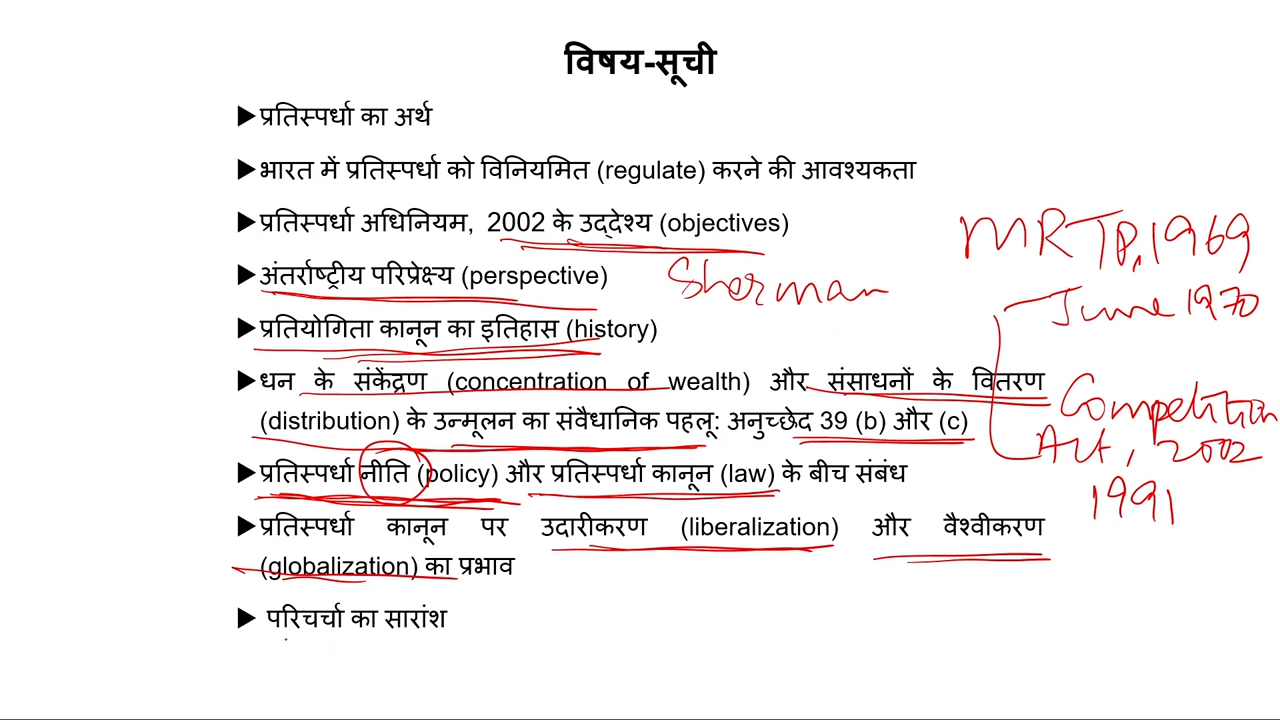 विषय-सूची
▶प्रतिस्पर्धा का अर्थ
▶भारत में प्रतिस्पर्धा को विनियमित (regulate) करने की आवश्यकता
▶प्रतिस्पर्धा अधिनियम, 2002 के उद्देश्य (objectives)
MRTP, 1969
▶अंतर्राष्ट्रीय परिप्रेक्ष्य (perspective)
Sherman
June 1970
▶प्रतियोगिता कानून का इतिहास (history)
▶धन के संकेंद्रण (concentration of wealth) और संसाधनों के वितरण
(distribution) के उन्मूलन का संवैधानिक पहलू: अनुच्छेद 39 (b) और (c)
Competition
Act, 2002
▶प्रतिस्पर्धा नीति (policy) और प्रतिस्पर्धा कानून (law) के बीच संबंध
1991
▶प्रतिस्पर्धा कानून पर उदारीकरण (liberalization) और वैश्वीकरण
(globalization) का प्रभाव
▶ परिचर्चा का सारांश